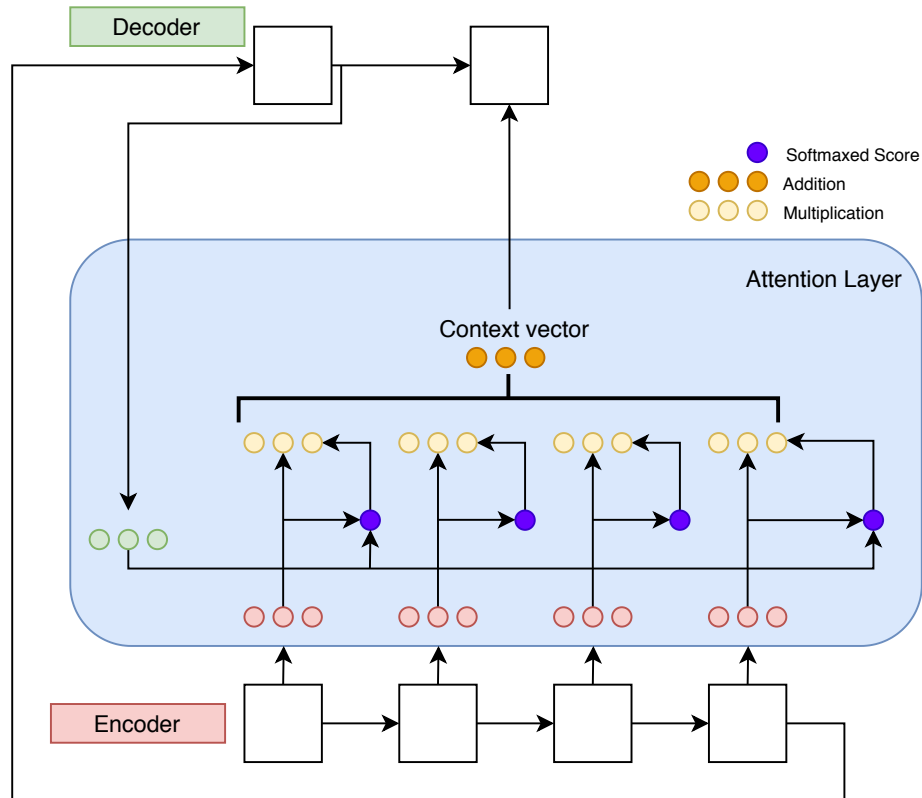 Decoder
Softmaxed Score
Addition
Multiplication
Attention Layer
Context vector
Encoder